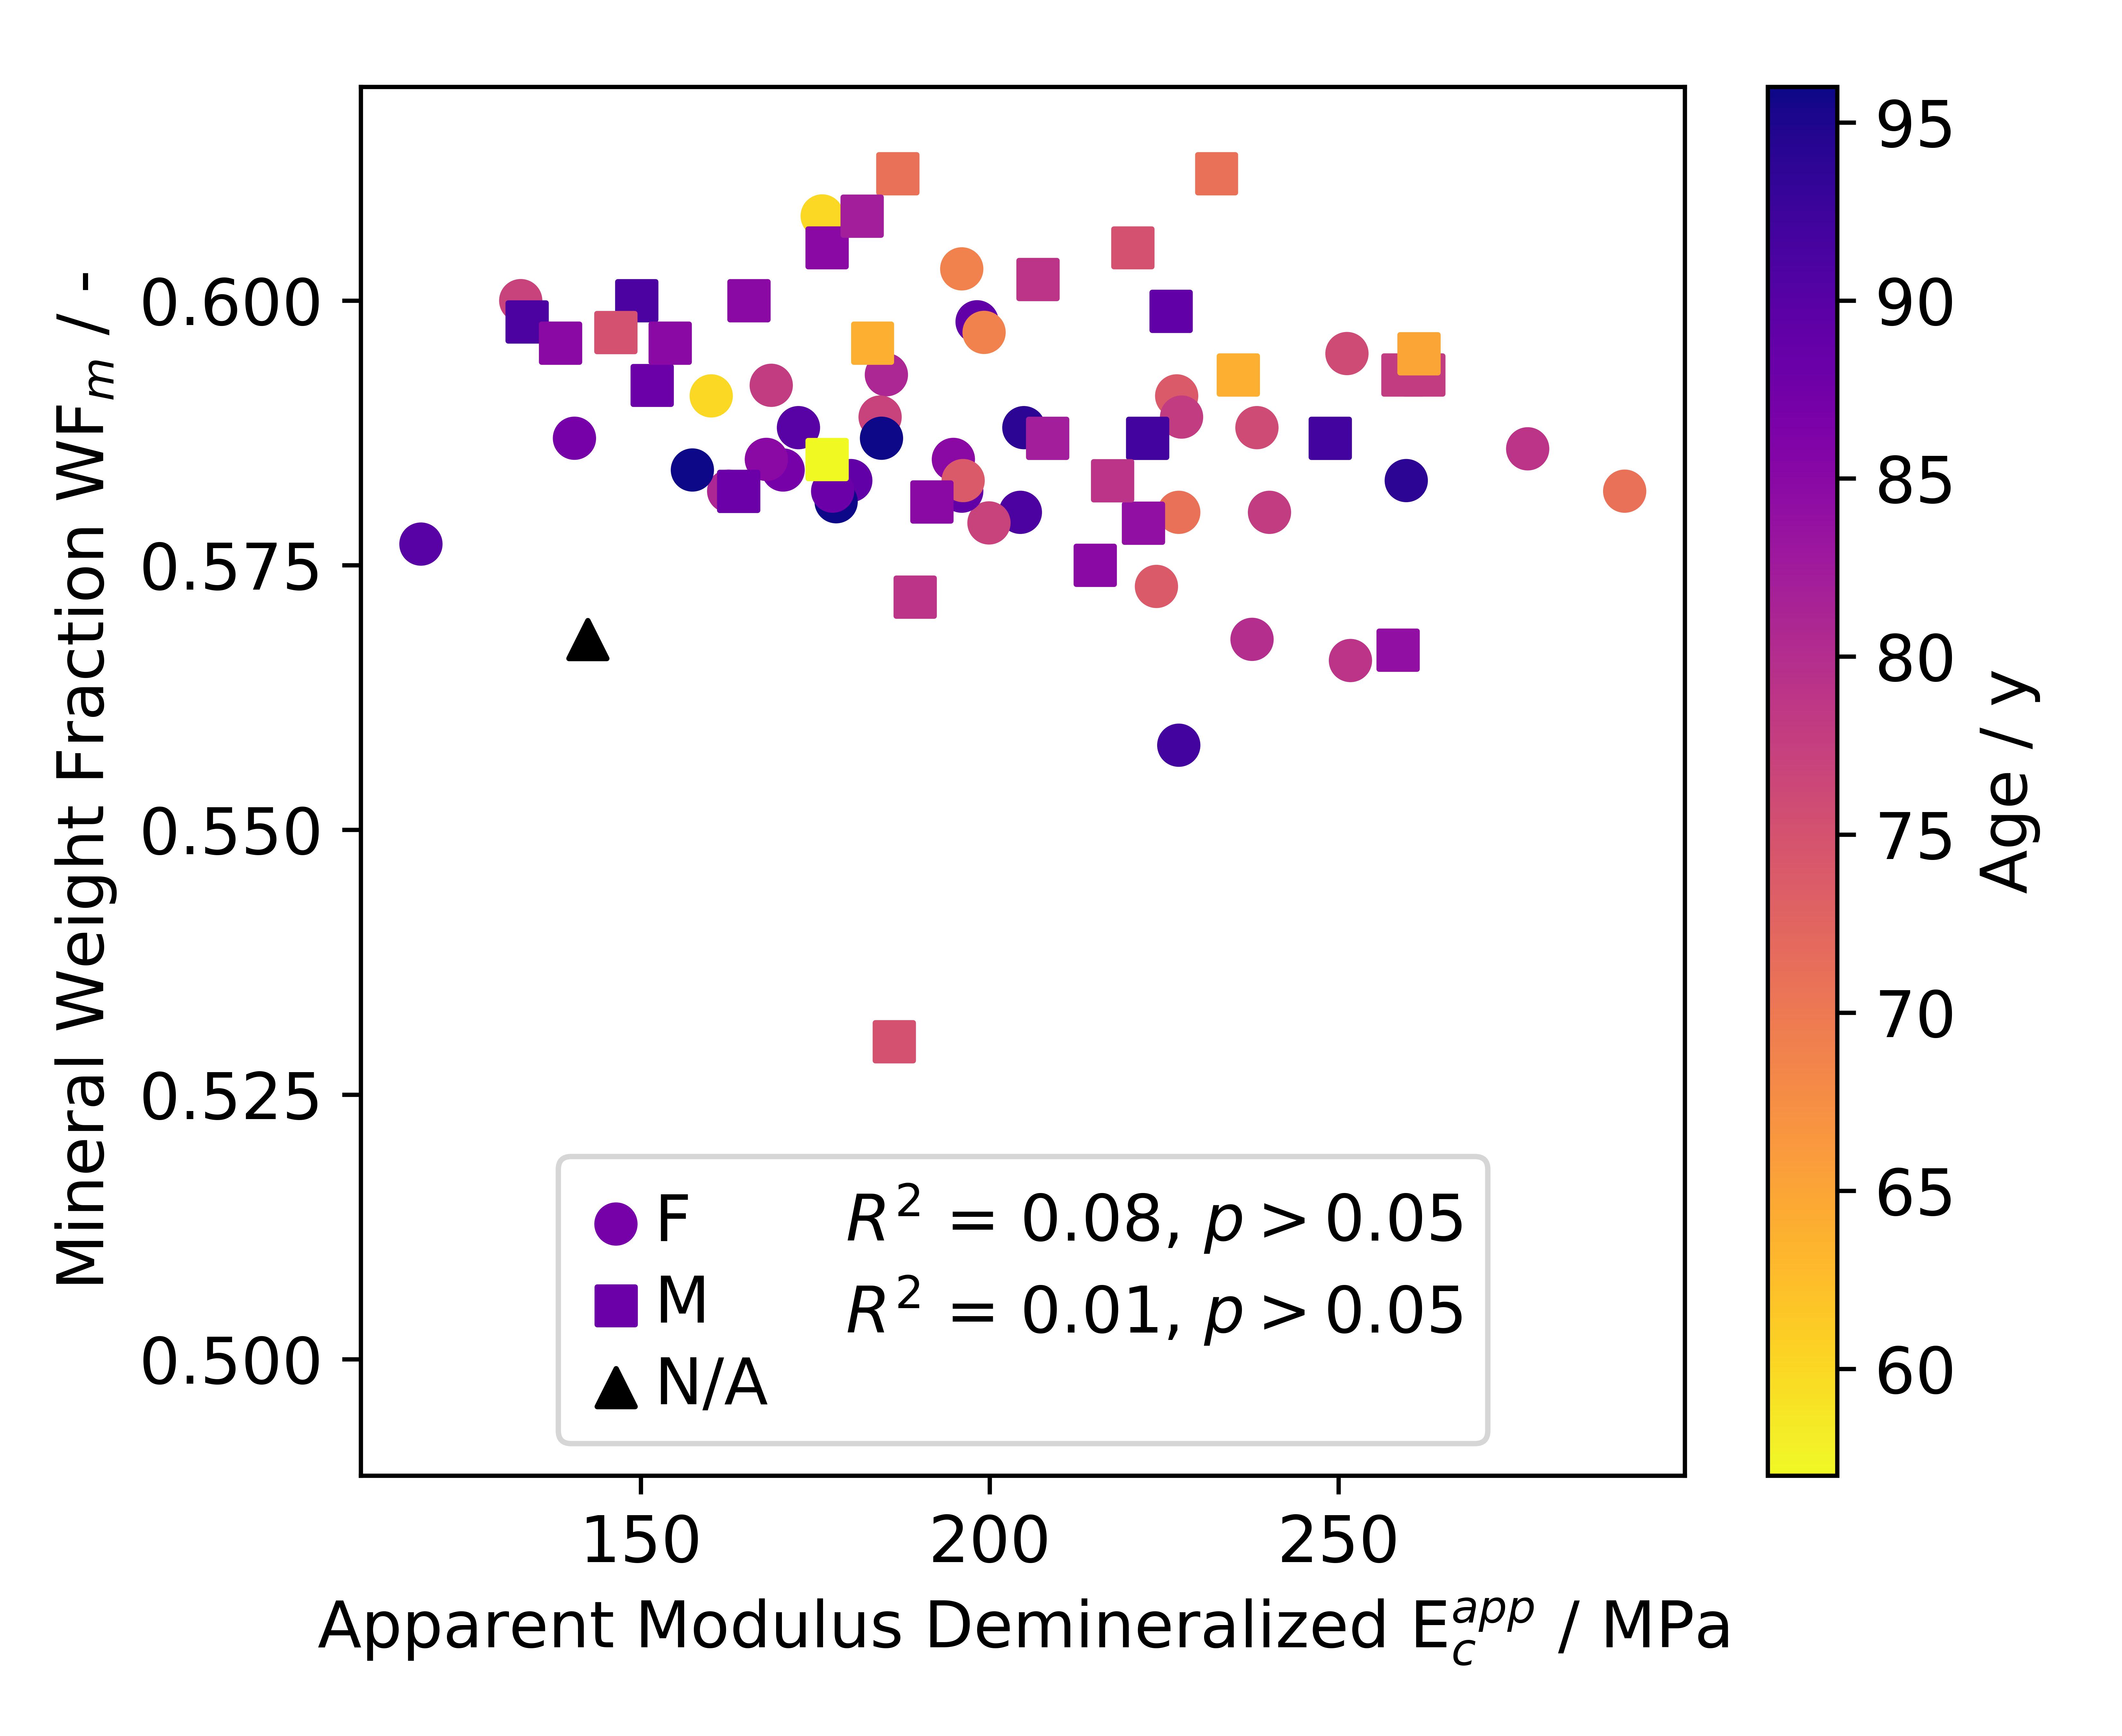 Mineral Weight Fraction WFm / -
0.600
0.575
0.550
0.525
0.500
F R² = 0.08, p > 0.05
M R² = 0.01, p > 0.05
N/A
150 200 250
Apparent Modulus Demineralized E_c^app / MPa
95
90
85
80
75
70
65
60
Age / y